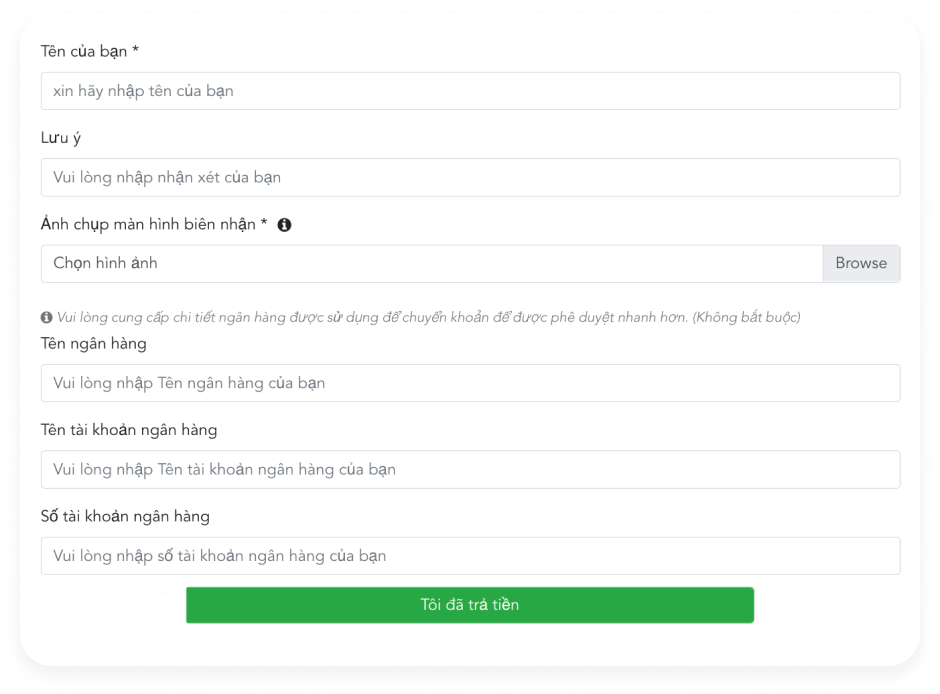 Tên của bạn *
xin hãy nhập tên của bạn
Lưu ý
Vui lòng nhập nhận xét của bạn
Ảnh chụp màn hình biên nhận *
Chọn hình ảnh Browse
Vui lòng cung cấp chi tiết ngân hàng được sử dụng để chuyển khoản để được phê duyệt nhanh hơn. (Không bắt buộc)
Tên ngân hàng
Vui lòng nhập Tên ngân hàng của bạn
Tên tài khoản ngân hàng
Vui lòng nhập Tên tài khoản ngân hàng của bạn
Số tài khoản ngân hàng
Vui lòng nhập số tài khoản ngân hàng của bạn
Tôi đã trả tiền